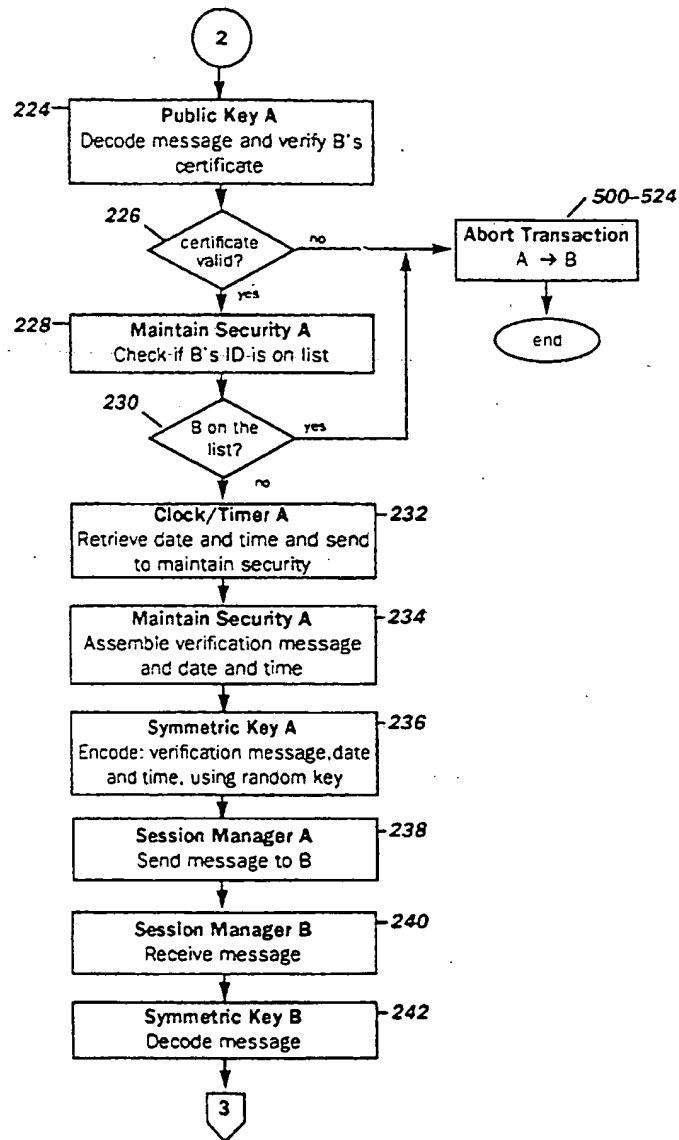 2
224
Public Key A
Decode message and verify B's
certificate
226
certificate
valid?
no
yes
500-524
Abort Transaction
A → B
end
228
Maintain Security A
Check-if B's ID-is on list
230
B on the
list?
yes
no
Clock/Timer A
Retrieve date and time and send
to maintain security
232
Maintain Security A
Assemble verification message
and date and time
234
Symmetric Key A
Encode: verification message,date
and time, using random key
236
Session Manager A
Send message to B
238
Session Manager B
Receive message
240
Symmetric Key B
Decode message
242
3